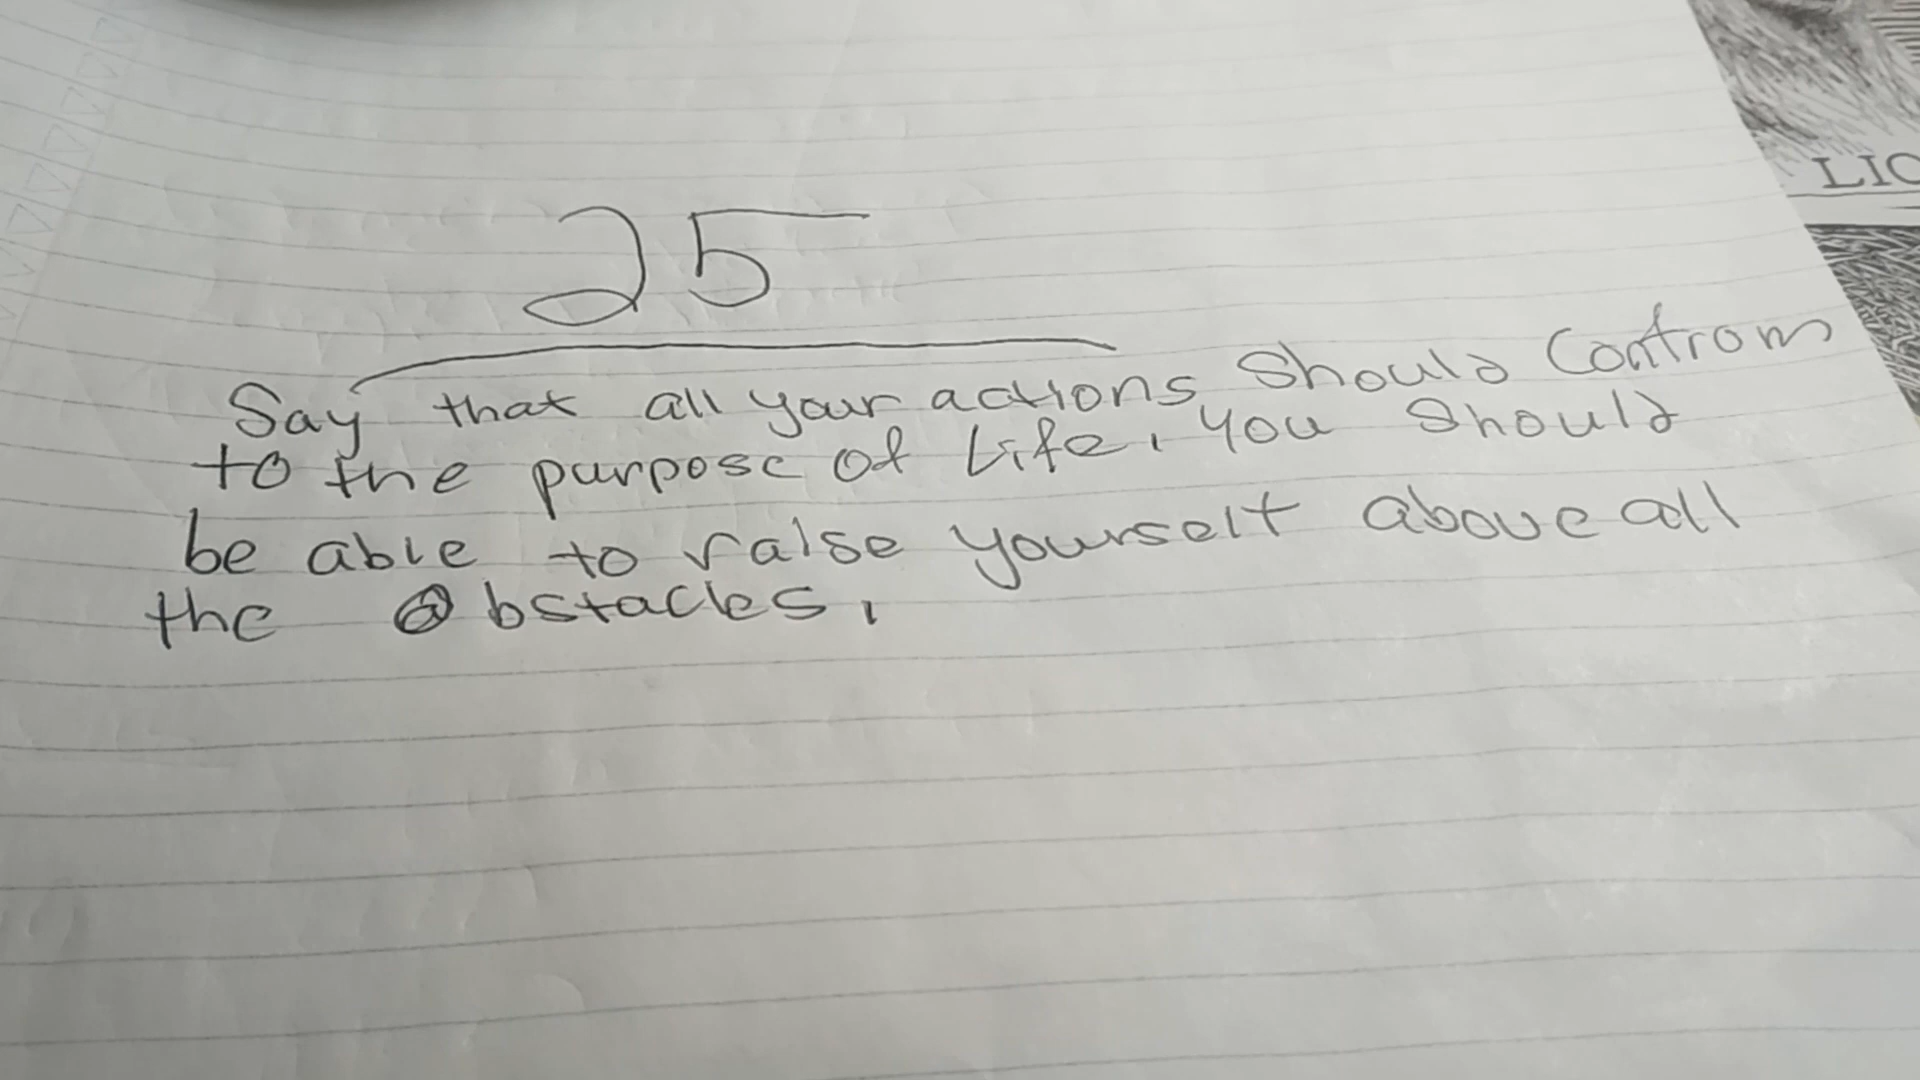 25
Say that all your actions should Controm
to the purpose of Life, you should
be able to raise yourself above all
the obstacles,
LIO